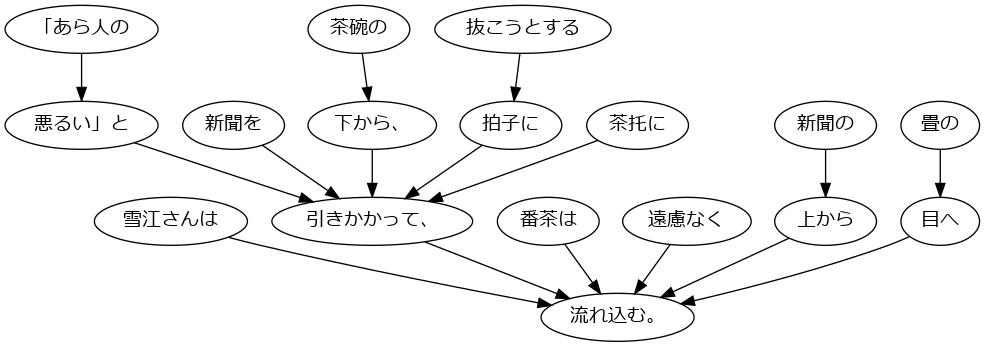 「あら人の
茶碗の
抜こうとする
悪るい」と
新聞を
下から、
拍子に
茶托に
新聞の
畳の
雪江さんは
引きかかって、
番茶は
遠慮なく
上から
目へ
流れ込む。